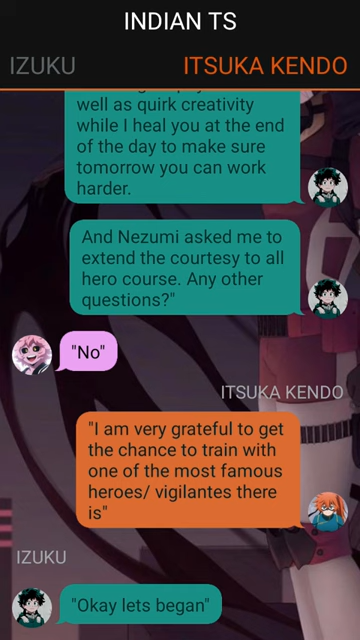 INDIAN TS
IZUKU
ITSUKA KENDO
well as quirk creativity
while I heal you at the end
of the day to make sure
tomorrow you can work
harder.
And Nezumi asked me to
extend the courtesy to all
hero course. Any other
questions?"
"No"
ITSUKA KENDO
"I am very grateful to get
the chance to train with
one of the most famous
heroes/ vigilantes there
is"
IZUKU
"Okay lets began"